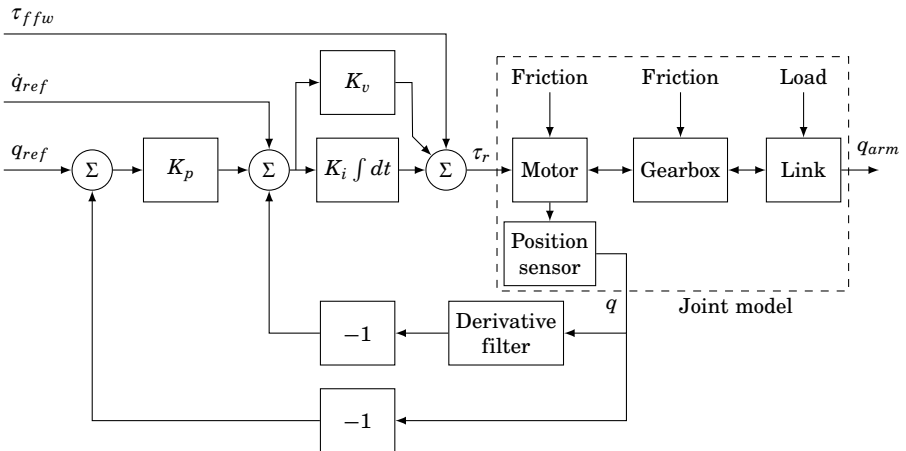 τ_ffw
q̇_ref
q_ref
Σ
K_p
Σ
K_v
K_i ∫ dt
Σ
τ_r
Friction
Friction
Load
Motor
Gearbox
Link
q_arm
Position
sensor
q
Joint model
−1
Derivative
filter
−1